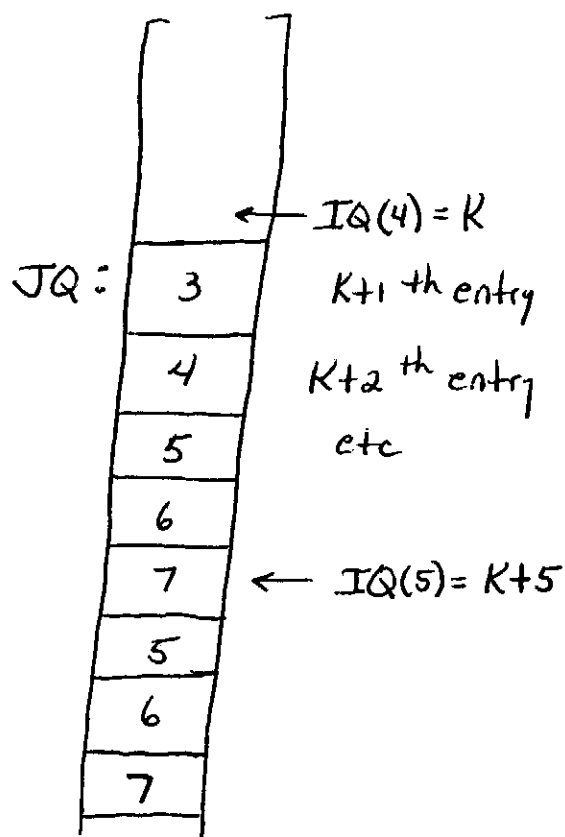 ← IQ(4) = K
JQ: 3 K+1 th entry
4 K+2 th entry
5 etc
6
7 ← IQ(5) = K+5
5
6
7